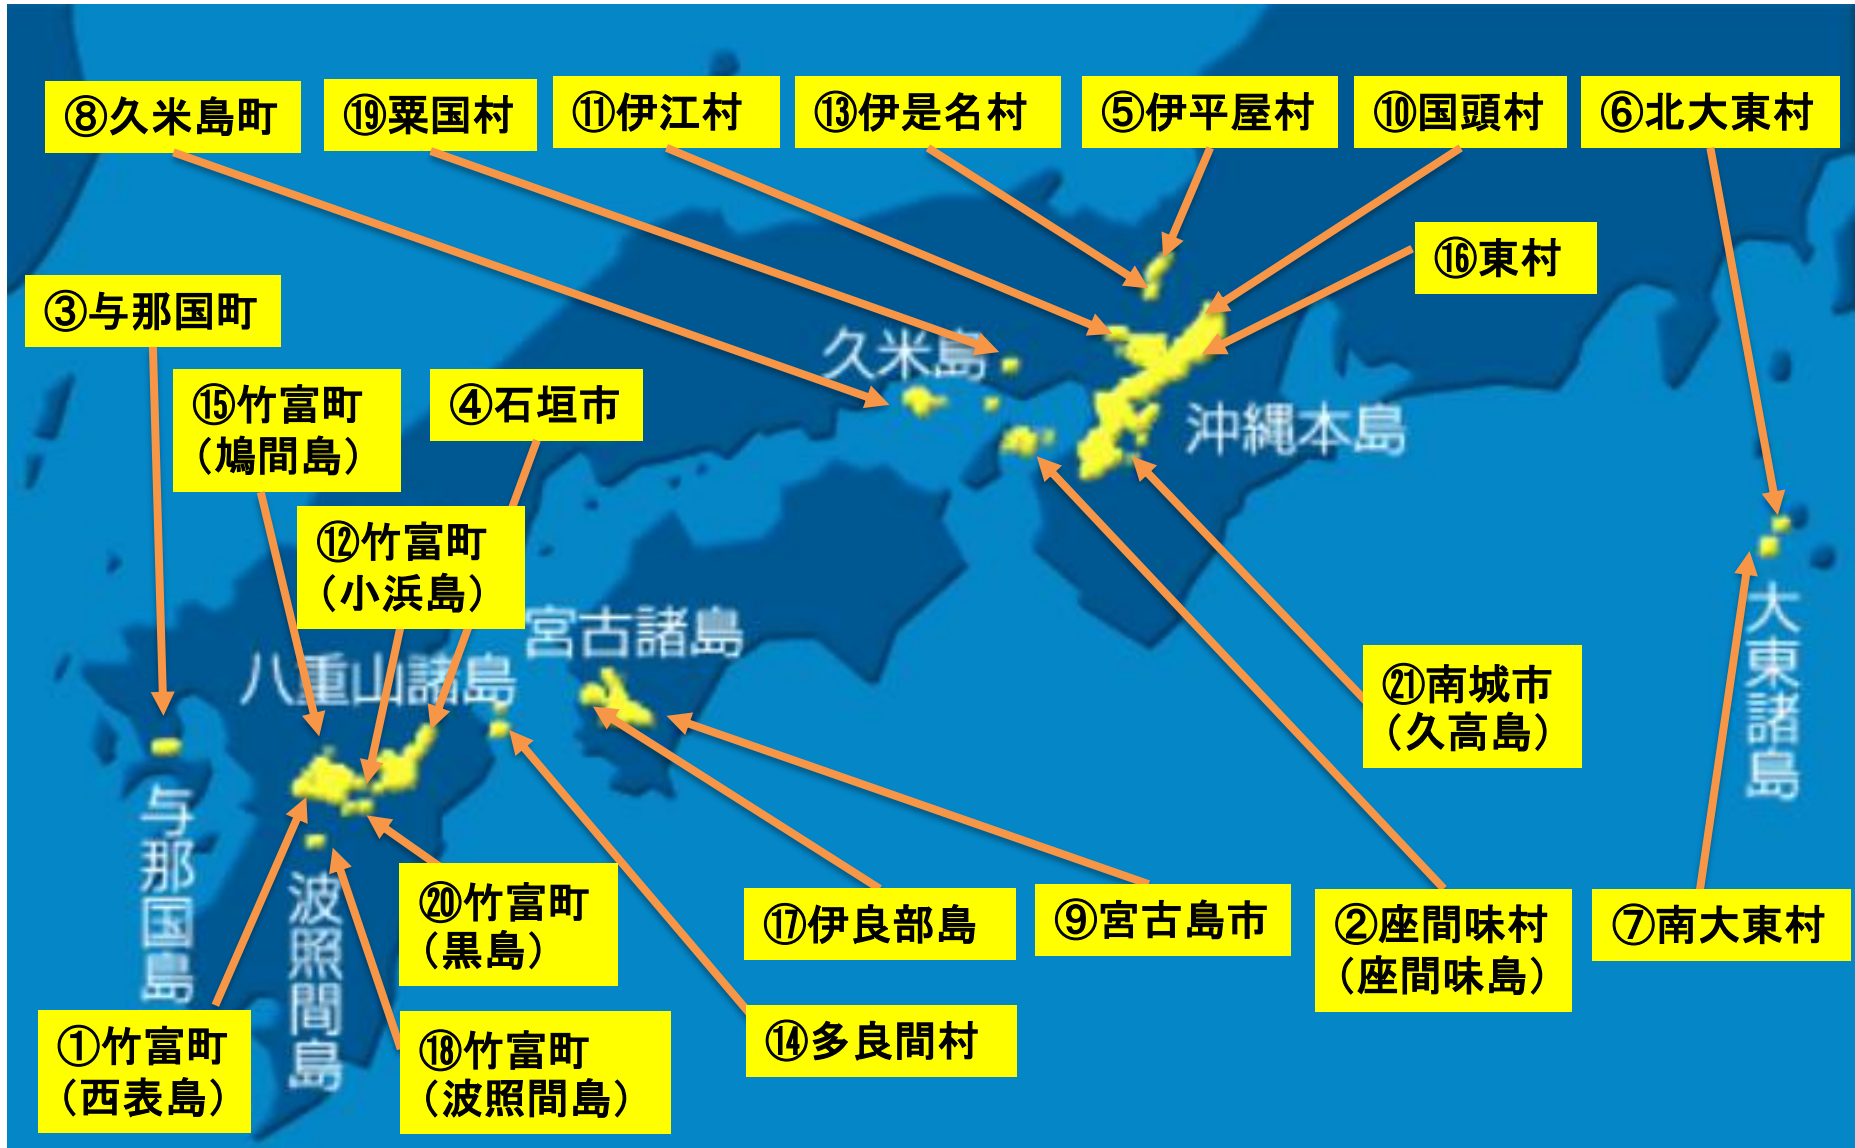 ⑧久米島町
⑲粟国村
⑪伊江村
⑬伊是名村
⑤伊平屋村
⑩国頭村
⑥北大東村
⑯東村
③与那国町
久米島
⑮竹富町
（鳩間島）
④石垣市
沖縄本島
⑫竹富町
（小浜島）
宮古諸島
八重山諸島
大東諸島
㉑南城市
（久高島）
与那国島
波照間島
⑳竹富町
（黒島）
⑰伊良部島
⑨宮古島市
②座間味村
（座間味島）
⑦南大東村
①竹富町
（西表島）
⑱竹富町
（波照間島）
⑭多良間村